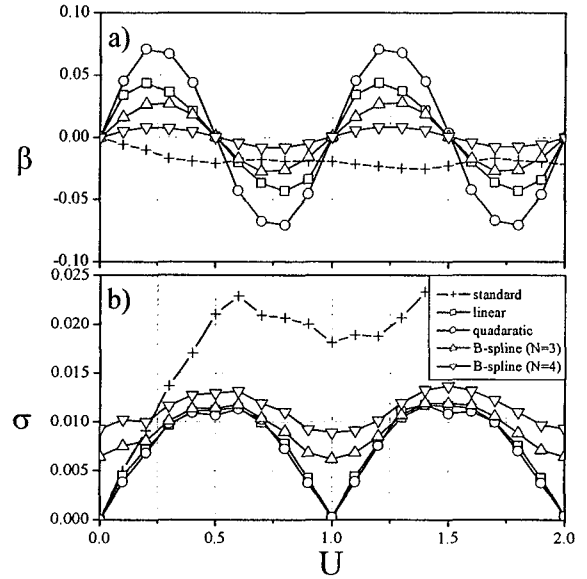 0.10
a)
0.05
0.00
β
-0.05
-0.10
0.025
b)
standard
0.020
linear
quadaratic
0.015
B-spline (N=3)
B-spline (N=4)
σ
0.010
0.005
0.000
0.0 0.5 1.0 1.5 2.0
U